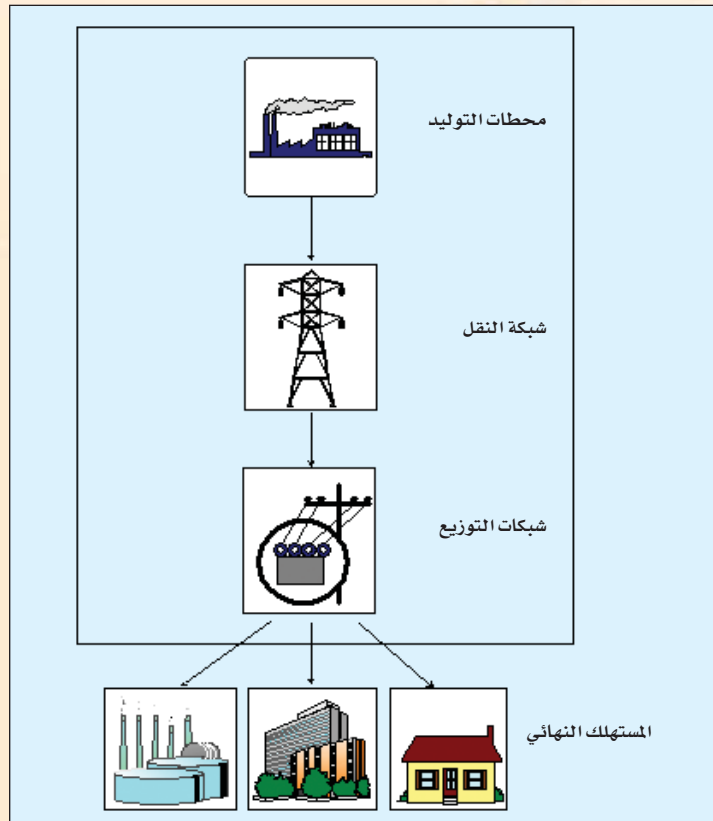 محطات التوليد
شبكة النقل
شبكات التوزيع
المستهلك النهائي